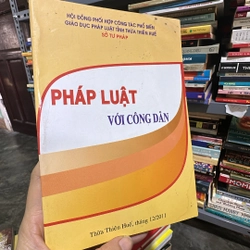 HỘI ĐỒNG PHỐI HỢP CÔNG TÁC PHỔ BIẾN
GIÁO DỤC PHÁP LUẬT TỈNH THỪA THIÊN HUẾ
SỞ TƯ PHÁP
PHÁP LUẬT
VỚI CÔNG DÂN
Thừa Thiên Huế, tháng 12/2011